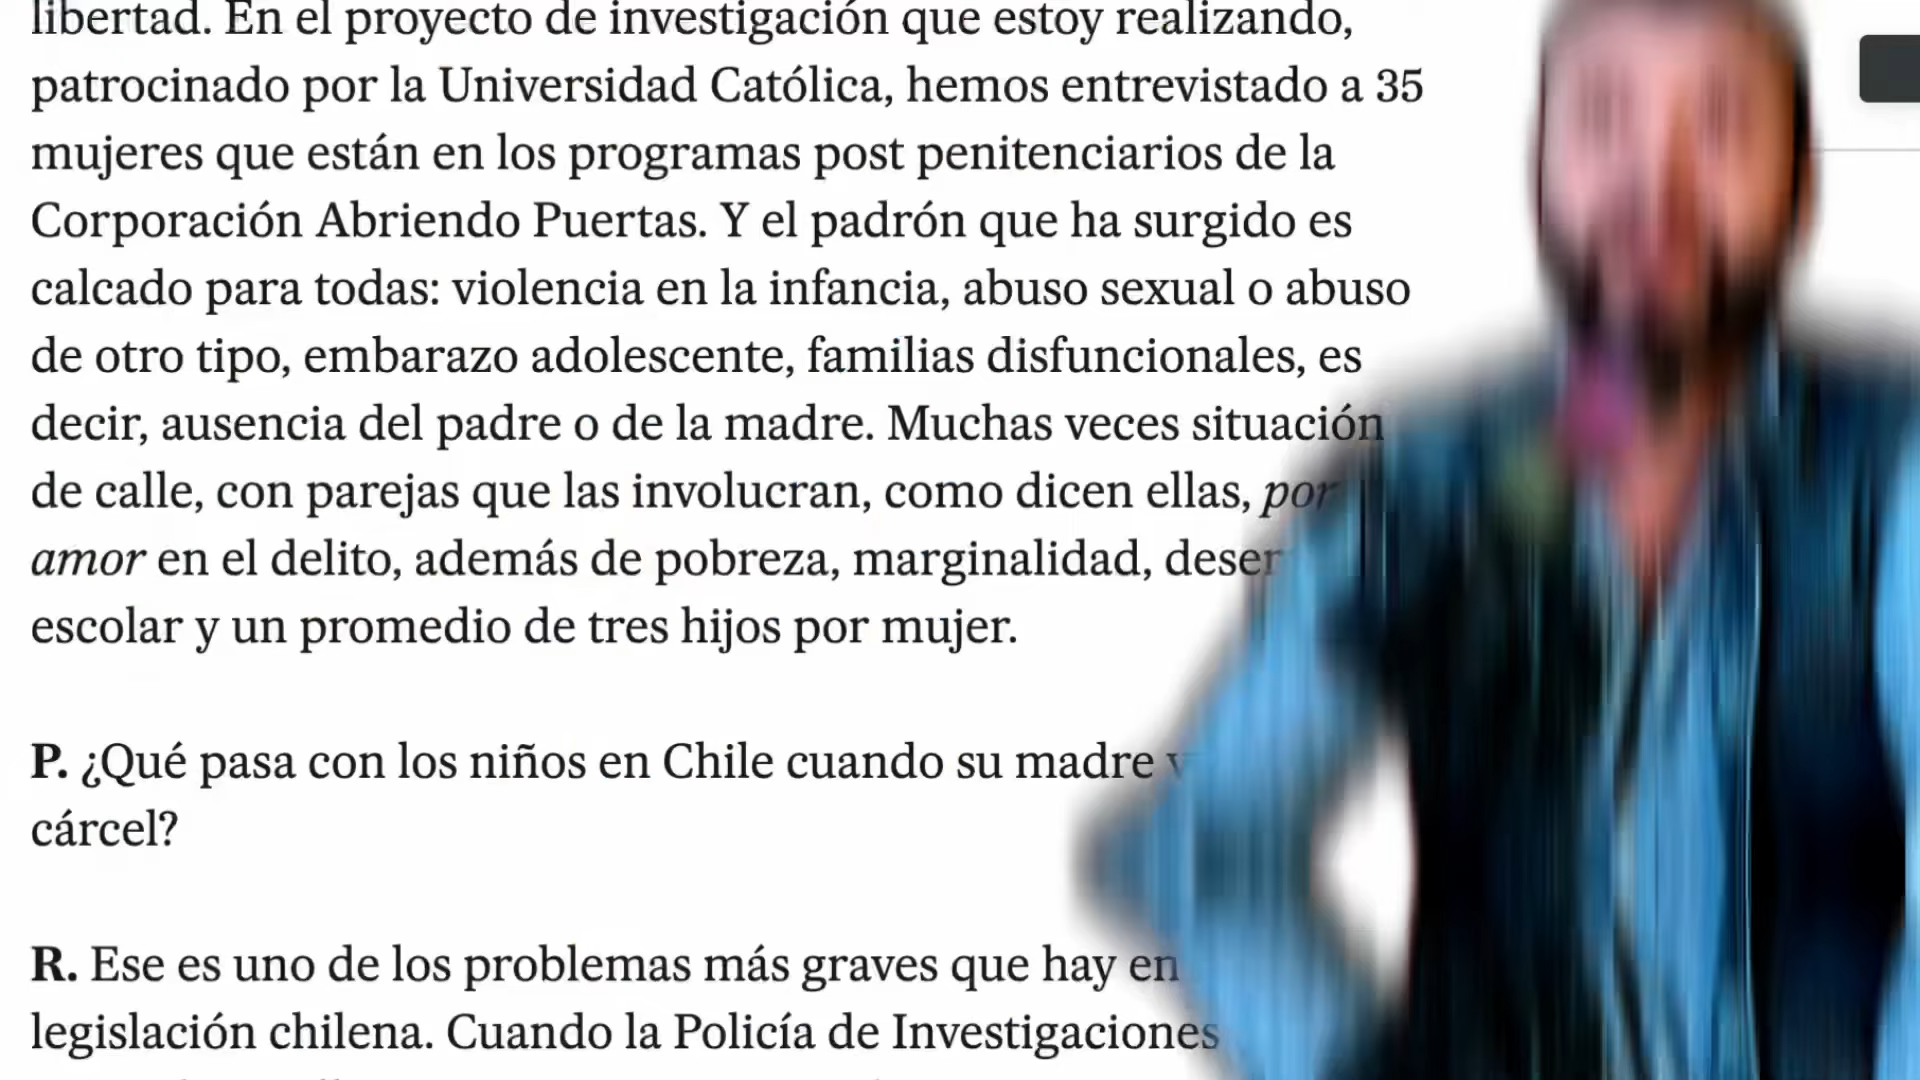 libertad. En el proyecto de investigación que estoy realizando,
patrocinado por la Universidad Católica, hemos entrevistado a 35
mujeres que están en los programas post penitenciarios de la
Corporación Abriendo Puertas. Y el padrón que ha surgido es
calcado para todas: violencia en la infancia, abuso sexual o abuso
de otro tipo, embarazo adolescente, familias disfuncionales, es
decir, ausencia del padre o de la madre. Muchas veces situación
de calle, con parejas que las involucran, como dicen ellas, por
amor en el delito, además de pobreza, marginalidad,
escolar y un promedio de tres hijos por mujer.
P. ¿Qué pasa con los niños en Chile cuando su madre
cárcel?
R. Ese es uno de los problemas más graves que hay en
legislación chilena. Cuando la Policía de Investigaciones